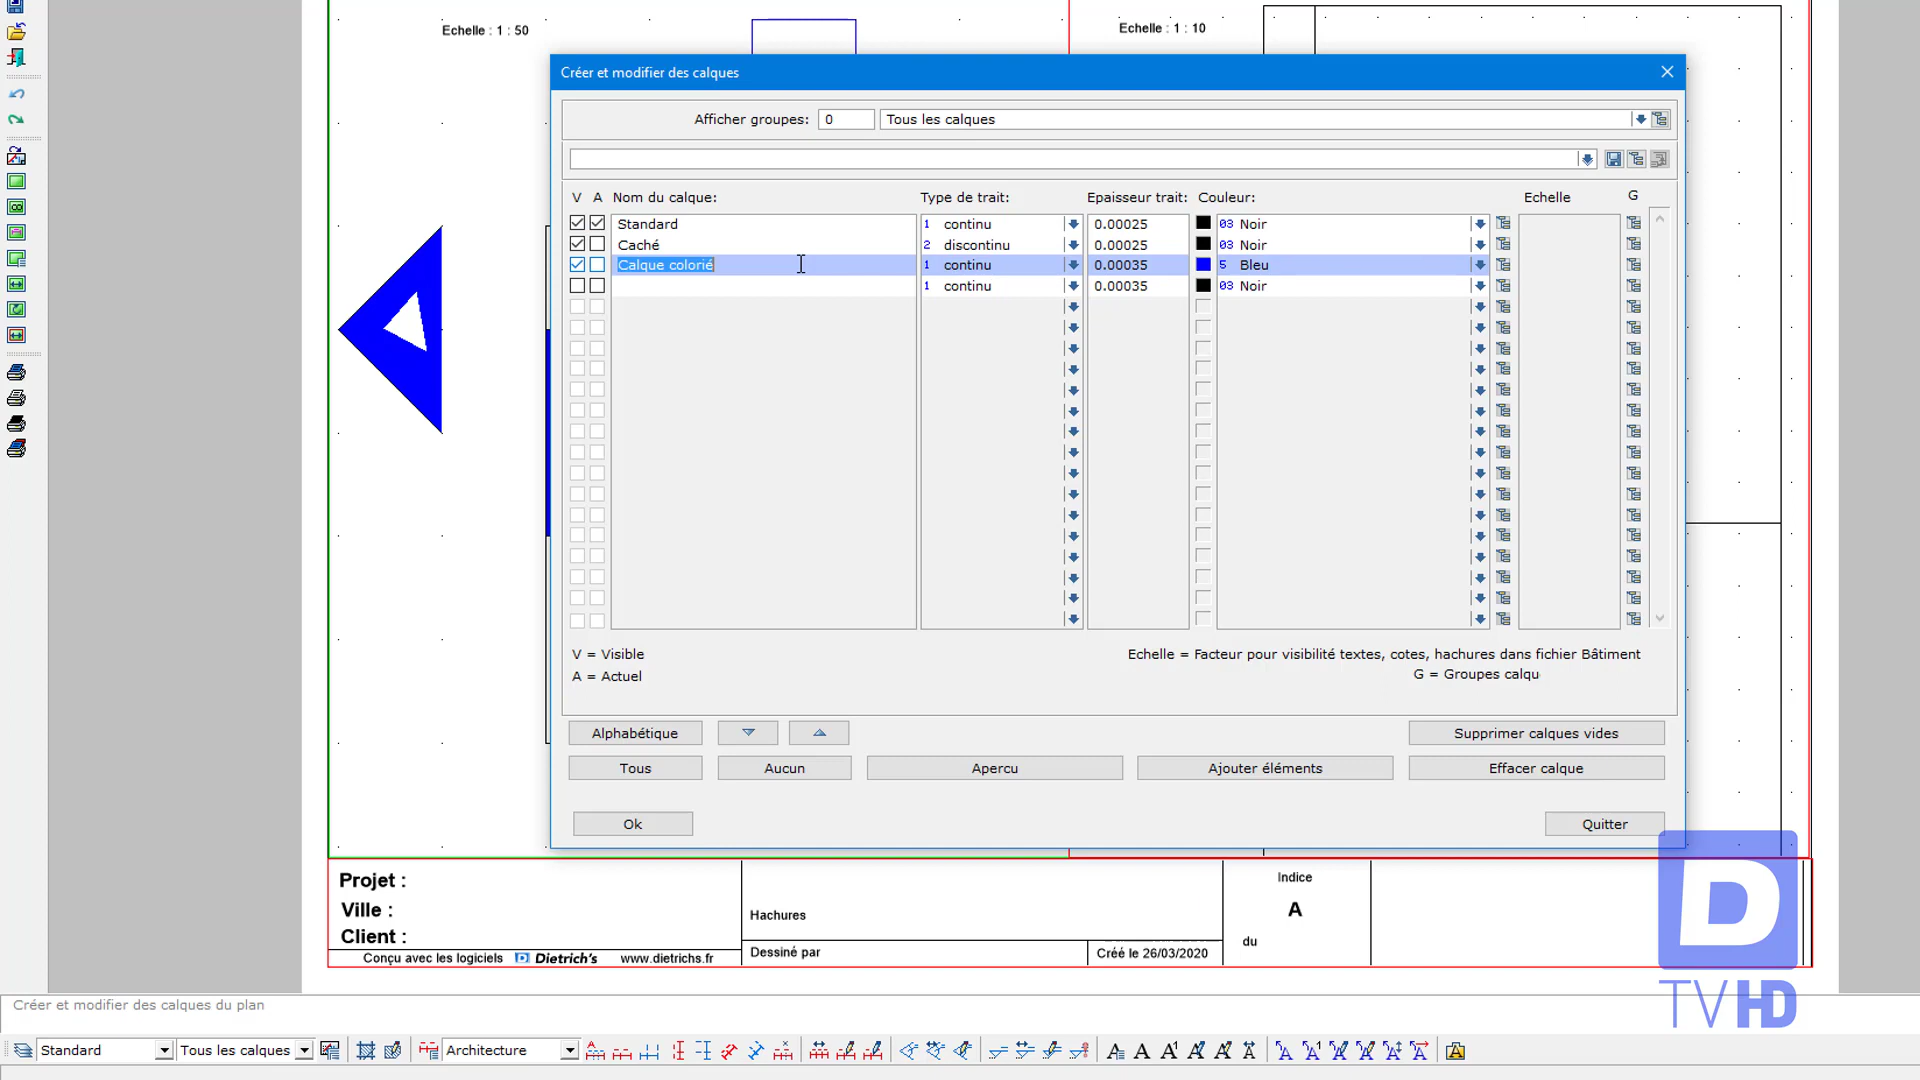 Echelle : 1 : 50
Echelle : 1 : 10
Créer et modifier des calques
Afficher groupes: 0 Tous les calques
V A Nom du calque: Type de trait: Epaisseur trait: Couleur: Echelle G
Standard 1 continu 0.00025 03 Noir
Caché 2 discontinu 0.00025 03 Noir
Calque colorié 1 continu 0.00035 5 Bleu
1 continu 0.00035 03 Noir
V = Visible
A = Actuel
Echelle = Facteur pour visibilité textes, cotes, hachures dans fichier Bâtiment
G = Groupes calqu
Alphabétique
Supprimer calques vides
Tous Aucun Apercu Ajouter éléments Effacer calque
Ok Quitter
Projet :
Ville :
Client :
Conçu avec les logiciels D Dietrich's www.dietrichs.fr
Hachures
Dessiné par
Créé le 26/03/2020
Indice
A
du
D
TVHD
Créer et modifier des calques du plan
Standard Tous les calques Architecture